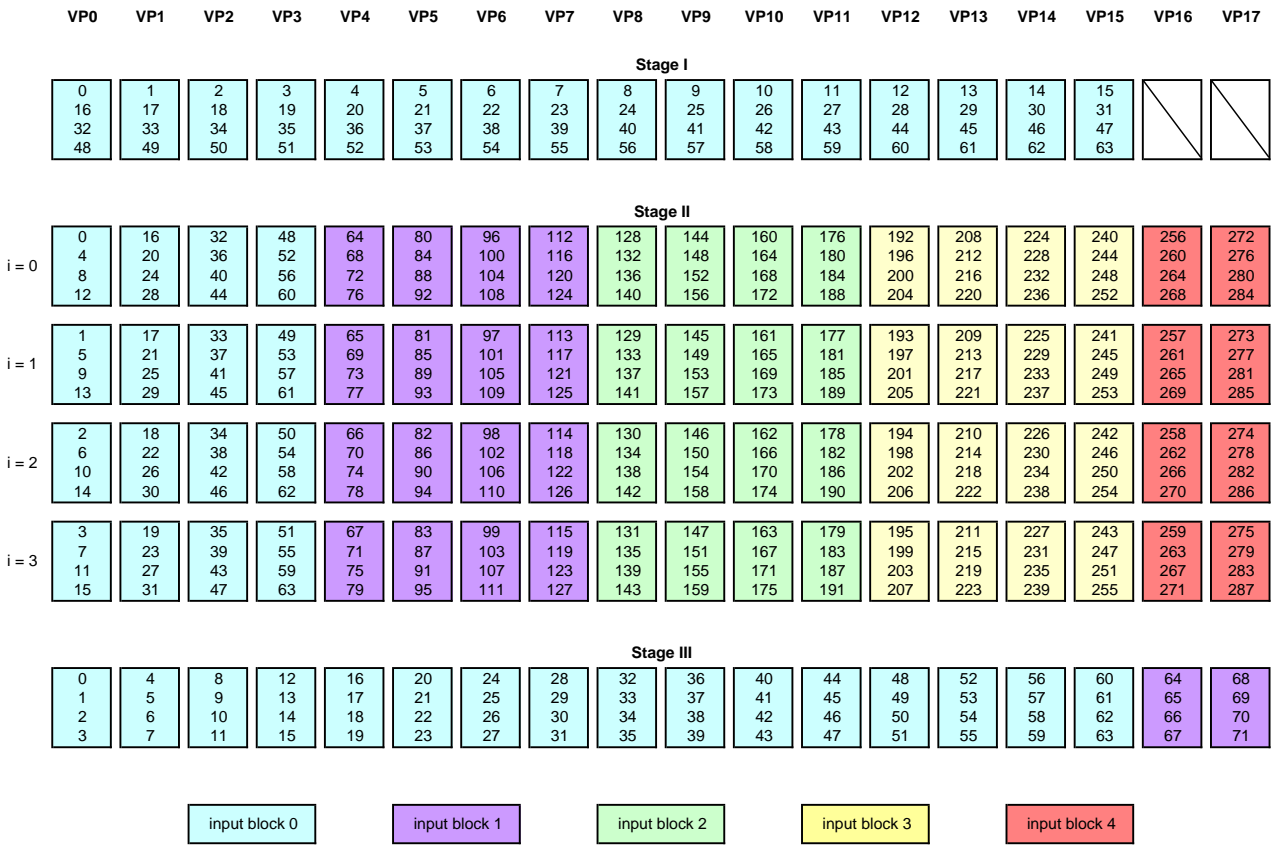 VP0 VP1 VP2 VP3 VP4 VP5 VP6 VP7 VP8 VP9 VP10 VP11 VP12 VP13 VP14 VP15 VP16 VP17
Stage I
0 1 2 3 4 5 6 7 8 9 10 11 12 13 14 15
16 17 18 19 20 21 22 23 24 25 26 27 28 29 30 31
32 33 34 35 36 37 38 39 40 41 42 43 44 45 46 47
48 49 50 51 52 53 54 55 56 57 58 59 60 61 62 63
Stage II
i = 0
0 16 32 48 64 80 96 112 128 144 160 176 192 208 224 240 256 272
4 20 36 52 68 84 100 116 132 148 164 180 196 212 228 244 260 276
8 24 40 56 72 88 104 120 136 152 168 184 200 216 232 248 264 280
12 28 44 60 76 92 108 124 140 156 172 188 204 220 236 252 268 284
i = 1
1 17 33 49 65 81 97 113 129 145 161 177 193 209 225 241 257 273
5 21 37 53 69 85 101 117 133 149 165 181 197 213 229 245 261 277
9 25 41 57 73 89 105 121 137 153 169 185 201 217 233 249 265 281
13 29 45 61 77 93 109 125 141 157 173 189 205 221 237 253 269 285
i = 2
2 18 34 50 66 82 98 114 130 146 162 178 194 210 226 242 258 274
6 22 38 54 70 86 102 118 134 150 166 182 198 214 230 246 262 278
10 26 42 58 74 90 106 122 138 154 170 186 202 218 234 250 266 282
14 30 46 62 78 94 110 126 142 158 174 190 206 222 238 254 270 286
i = 3
3 19 35 51 67 83 99 115 131 147 163 179 195 211 227 243 259 275
7 23 39 55 71 87 103 119 135 151 167 183 199 215 231 247 263 279
11 27 43 59 75 91 107 123 139 155 171 187 203 219 235 251 267 283
15 31 47 63 79 95 111 127 143 159 175 191 207 223 239 255 271 287
Stage III
0 4 8 12 16 20 24 28 32 36 40 44 48 52 56 60 64 68
1 5 9 13 17 21 25 29 33 37 41 45 49 53 57 61 65 69
2 6 10 14 18 22 26 30 34 38 42 46 50 54 58 62 66 70
3 7 11 15 19 23 27 31 35 39 43 47 51 55 59 63 67 71
input block 0 input block 1 input block 2 input block 3 input block 4